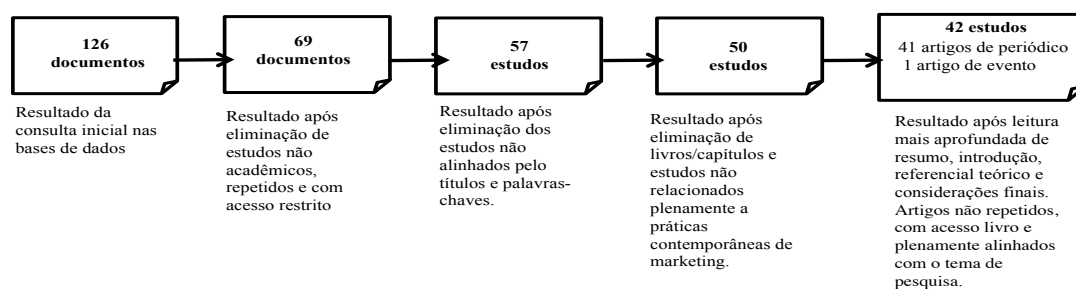 126
documentos
69
documentos
57
estudos
50
estudos
42 estudos
41 artigos de periódico
1 artigo de evento
Resultado da
consulta inicial nas
bases de dados
Resultado após
eliminação de
estudos não
acadêmicos,
repetidos e com
acesso restrito
Resultado após
eliminação dos
estudos não
alinhados pelo
títulos e palavras-
chaves.
Resultado após
eliminação de
livros/capítulos e
estudos não
relacionados
plenamente a
práticas
contemporâneas de
marketing.
Resultado após leitura
mais aprofundada de
resumo, introdução,
referencial teórico e
considerações finais.
Artigos não repetidos,
com acesso livro e
plenamente alinhados
com o tema de
pesquisa.